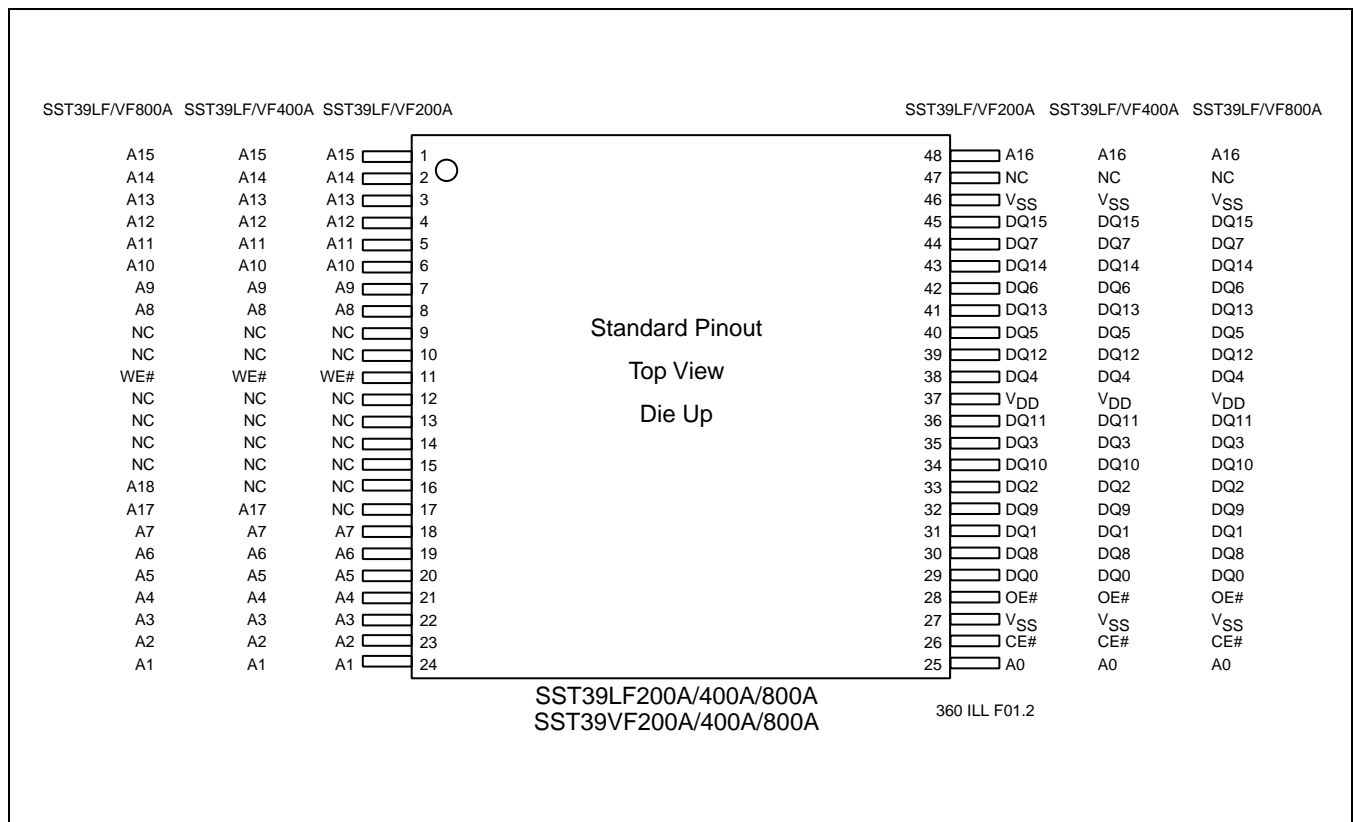 SST39LF/VF800A SST39LF/VF400A SST39LF/VF200A SST39LF/VF200A SST39LF/VF400A SST39LF/VF800A
A15 A15 A15 1 48 A16 A16 A16
A14 A14 A14 2 47 NC NC NC
A13 A13 A13 3 46 VSS VSS VSS
A12 A12 A12 4 45 DQ15 DQ15 DQ15
A11 A11 A11 5 44 DQ7 DQ7 DQ7
A10 A10 A10 6 43 DQ14 DQ14 DQ14
A9 A9 A9 7 42 DQ6 DQ6 DQ6
A8 A8 A8 8 41 DQ13 DQ13 DQ13
NC NC NC 9 Standard Pinout 40 DQ5 DQ5 DQ5
NC NC NC 10 39 DQ12 DQ12 DQ12
WE# WE# WE# 11 Top View 38 DQ4 DQ4 DQ4
NC NC NC 12 37 VDD VDD VDD
NC NC NC 13 Die Up 36 DQ11 DQ11 DQ11
NC NC NC 14 35 DQ3 DQ3 DQ3
NC NC NC 15 34 DQ10 DQ10 DQ10
A18 NC NC 16 33 DQ2 DQ2 DQ2
A17 A17 NC 17 32 DQ9 DQ9 DQ9
A7 A7 A7 18 31 DQ1 DQ1 DQ1
A6 A6 A6 19 30 DQ8 DQ8 DQ8
A5 A5 A5 20 29 DQ0 DQ0 DQ0
A4 A4 A4 21 28 OE# OE# OE#
A3 A3 A3 22 27 VSS VSS VSS
A2 A2 A2 23 26 CE# CE# CE#
A1 A1 A1 24 25 A0 A0 A0
SST39LF200A/400A/800A
SST39VF200A/400A/800A
360 ILL F01.2